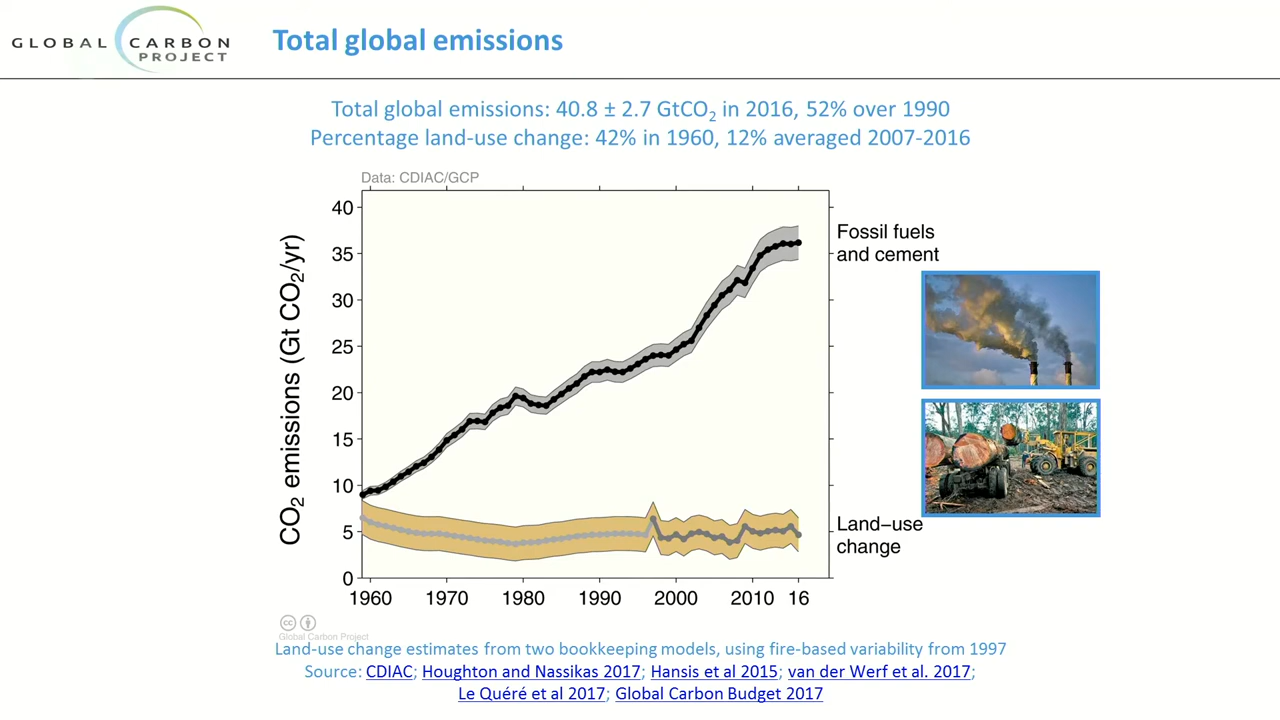 GLOBAL CARBON
PROJECT
Total global emissions
Total global emissions: 40.8 ± 2.7 GtCO₂ in 2016, 52% over 1990
Percentage land-use change: 42% in 1960, 12% averaged 2007-2016
Data: CDIAC/GCP
CO₂ emissions (Gt CO₂/yr)
40
35
30
25
20
15
10
5
0
1960 1970 1980 1990 2000 2010 16
Fossil fuels
and cement
Land−use
change
cc
Global Carbon Project
Land-use change estimates from two bookkeeping models, using fire-based variability from 1997
Source: CDIAC; Houghton and Nassikas 2017; Hansis et al 2015; van der Werf et al. 2017;
Le Quéré et al 2017; Global Carbon Budget 2017